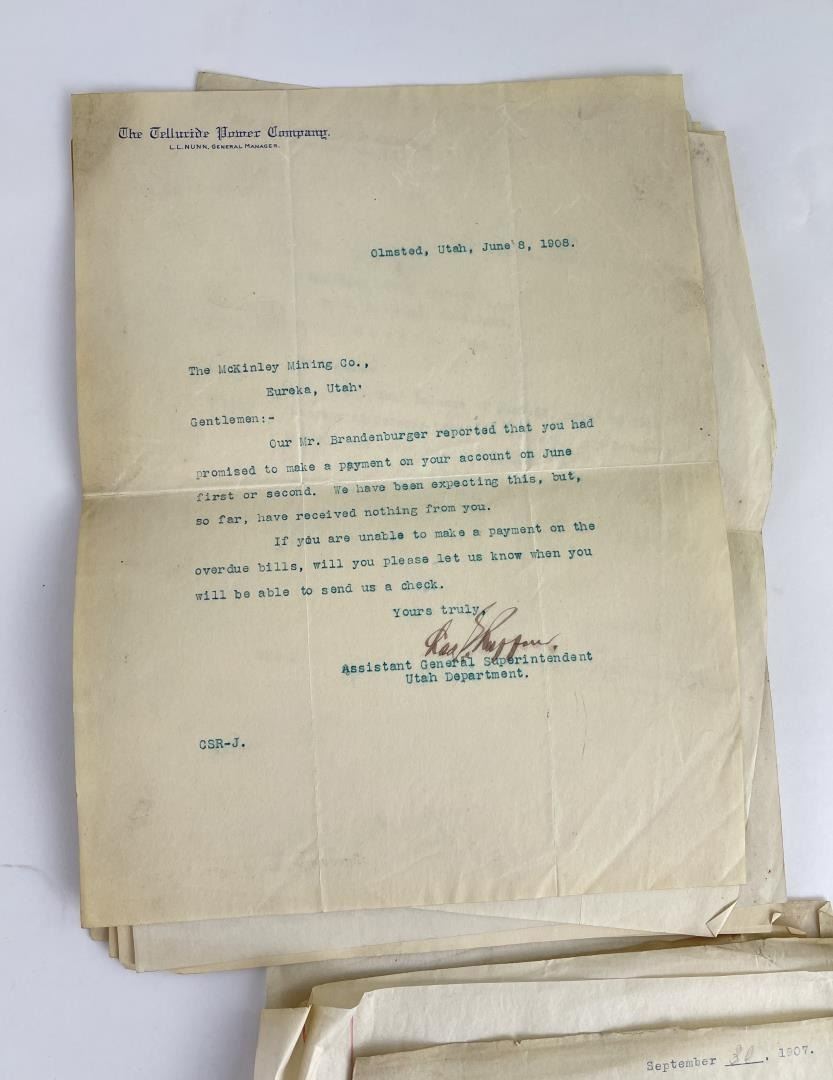 The Telluride Power Company.
L.L. NUNN, GENERAL MANAGER.
Olmsted, Utah, June 8, 1908.
The McKinley Mining Co.,
Eureka, Utah.
Gentlemen:-
Our Mr. Brandenburger reported that you had
promised to make a payment on your account on June
first or second. We have been expecting this, but,
so far, have received nothing from you.
If you are unable to make a payment on the
overdue bills, will you please let us know when you
will be able to send us a check.
Yours truly,
Assistant General Superintendent
Utah Department.
CSR-J.
September 30, 1907.